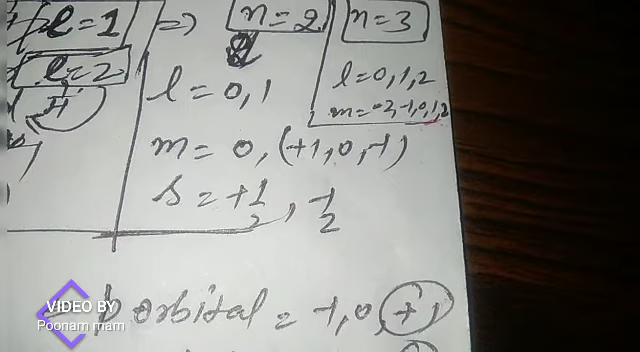 l=1 => n=2 n=3
l=2
l=0,1 l=0,1,2
m=-2,-1,0,1,2
m=0,(+1,0,-1)
s=+1/2,-1/2
p orbital=-1,0,+1
VIDEO BY
Poonam mam